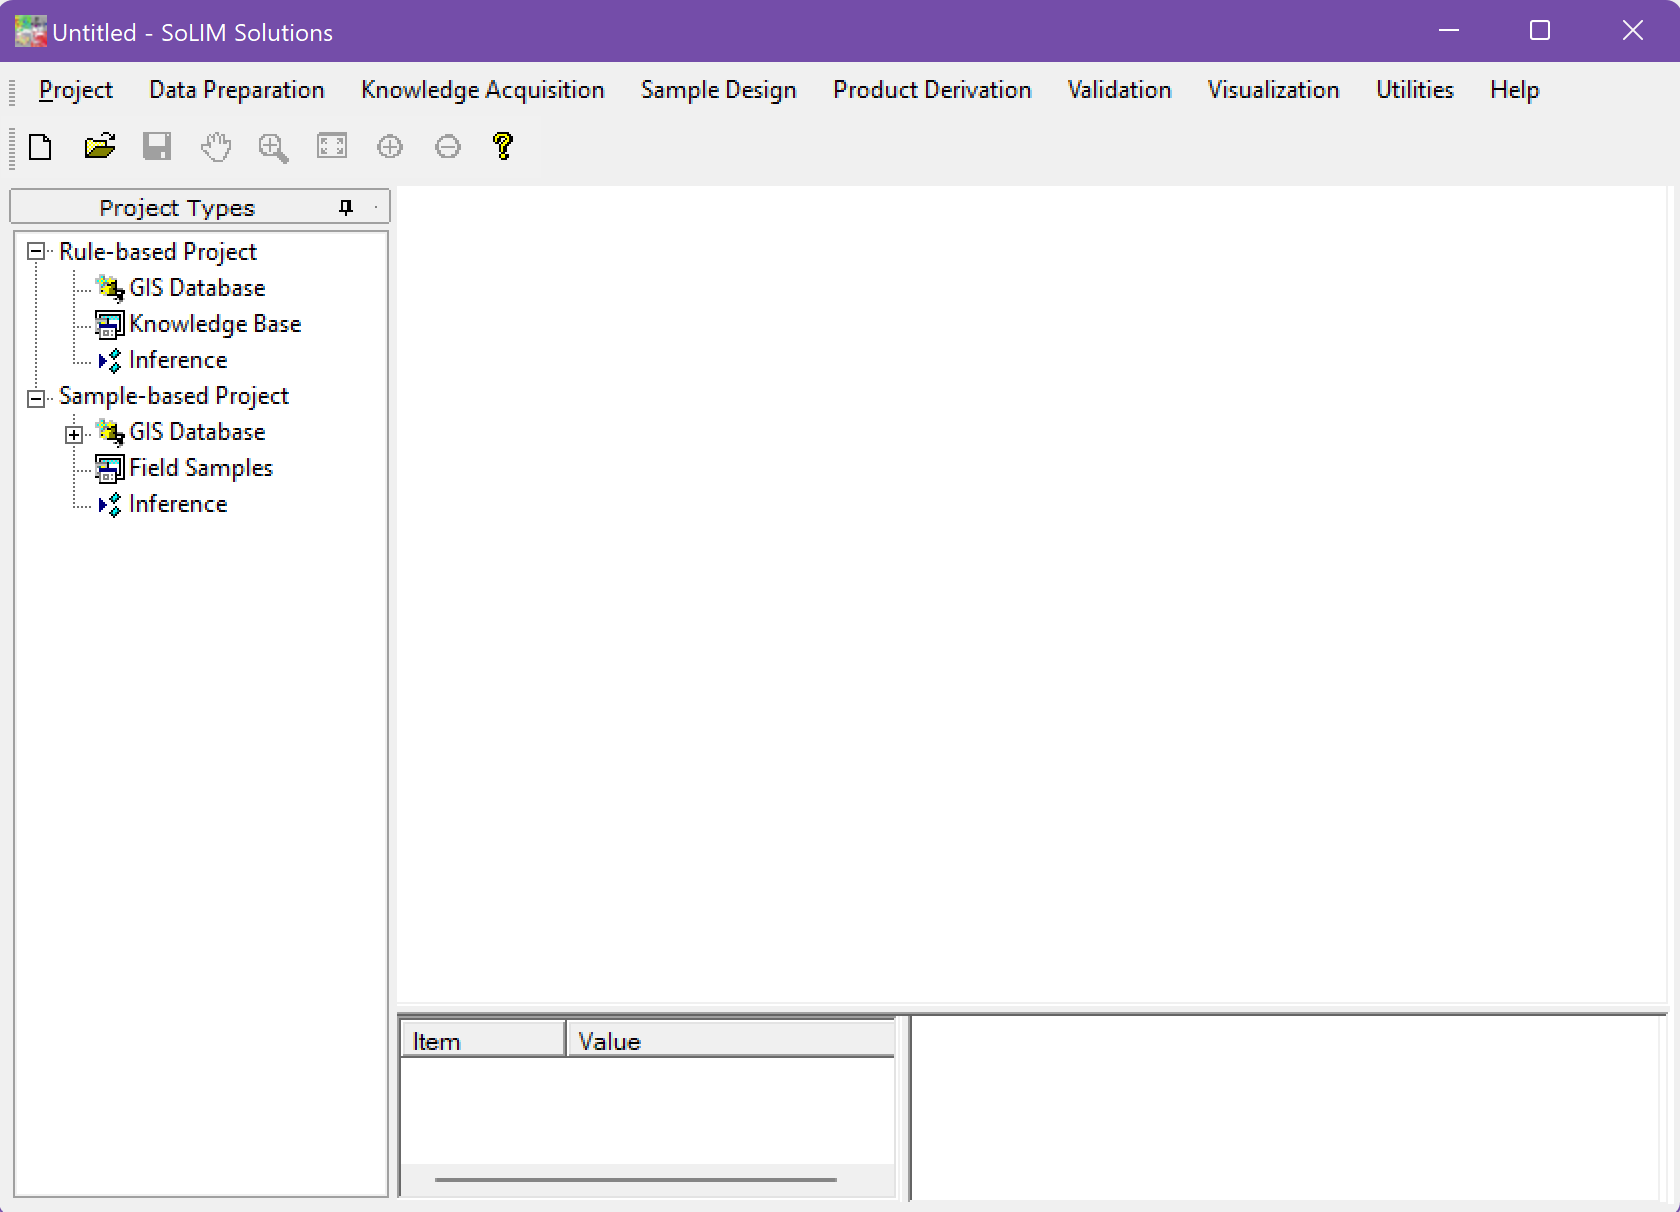 Untitled - SoLIM Solutions
Project Data Preparation Knowledge Acquisition Sample Design Product Derivation Validation Visualization Utilities Help
Project Types
Rule-based Project
GIS Database
Knowledge Base
Inference
Sample-based Project
GIS Database
Field Samples
Inference
Item Value